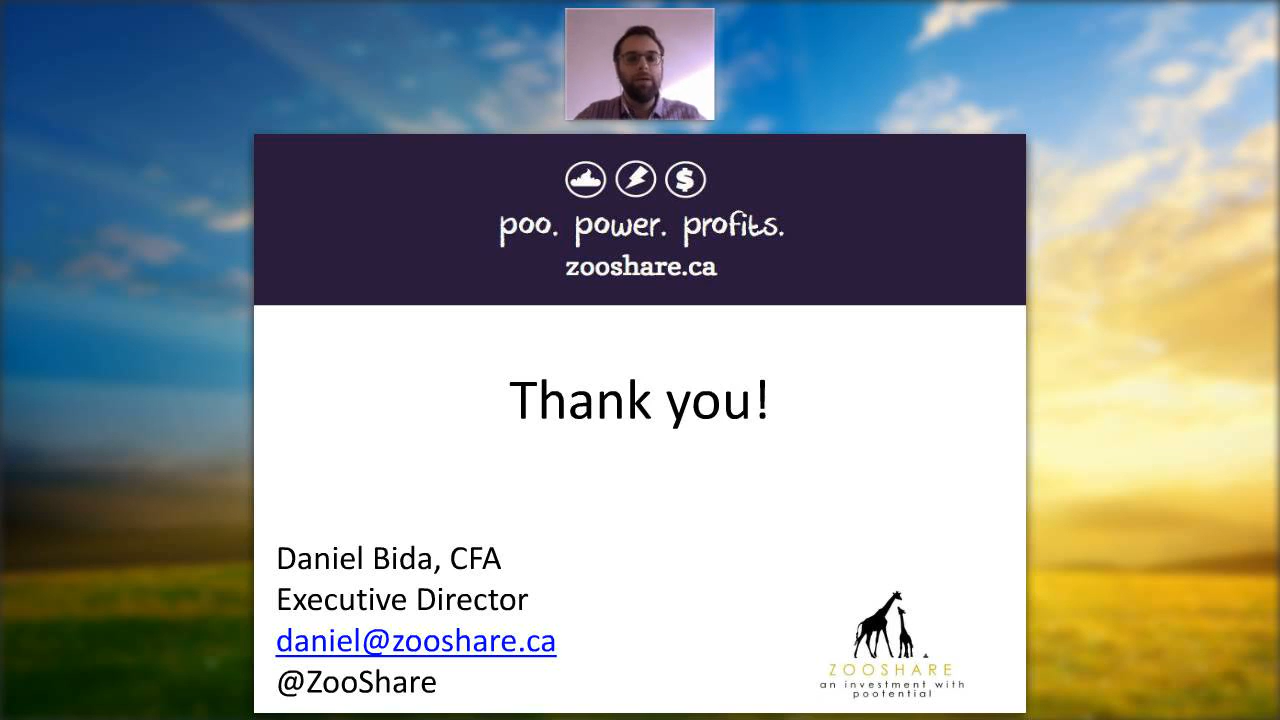 poo. power. profits.
zooshare.ca
Thank you!
Daniel Bida, CFA
Executive Director
daniel@zooshare.ca
@ZooShare
ZOOSHARE
an investment with
pootential